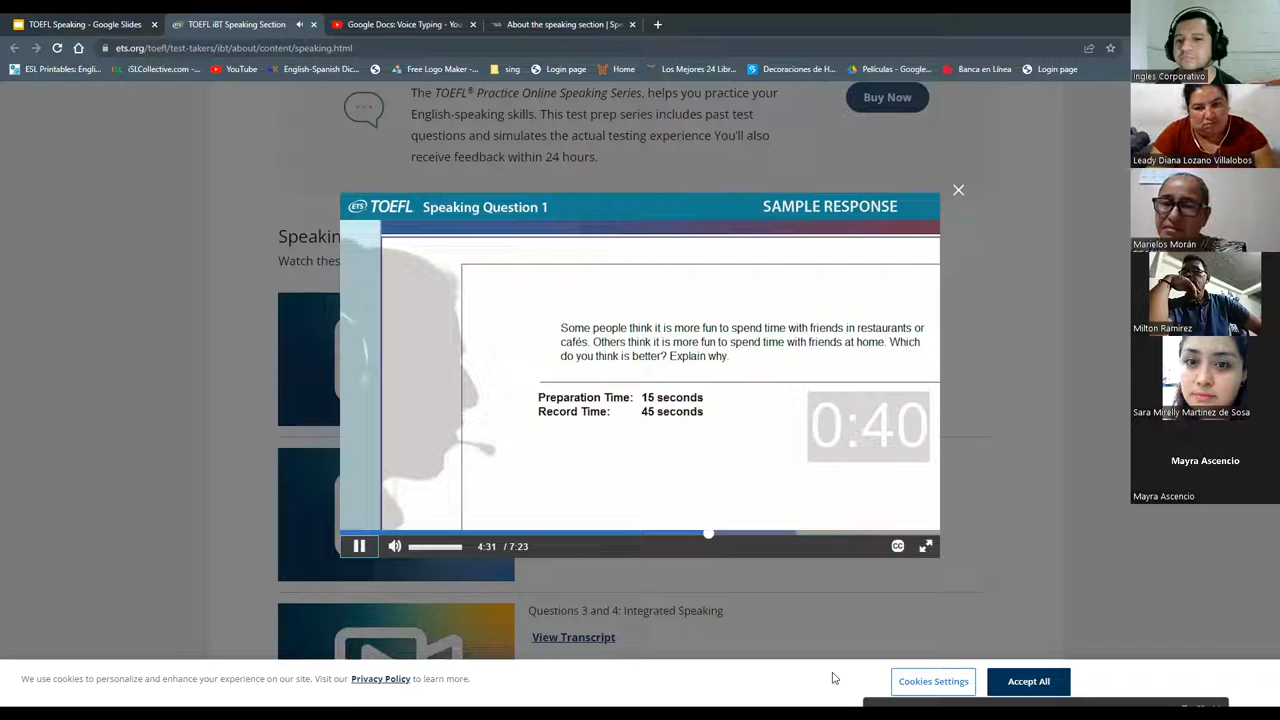 TOEFL Speaking - Google Slides
TOEFL iBT Speaking Section
Google Docs: Voice Typing - You
About the speaking section | Spe
ets.org/toefl/test-takers/ibt/about/content/speaking.html
ESL Printables: Engli...
iSLCollective.com -...
YouTube
English-Spanish Dic...
Free Logo Maker -...
sing
Login page
Home
Los Mejores 24 Libr...
Decoraciones de H...
Películas - Google...
Banca en Línea
Login page
The TOEFL® Practice Online Speaking Series, helps you practice your
English-speaking skills. This test prep series includes past test
questions and simulates the actual testing experience You'll also
receive feedback within 24 hours.
Buy Now
Speaking
Watch thes
ETS TOEFL Speaking Question 1 SAMPLE RESPONSE
Some people think it is more fun to spend time with friends in restaurants or
cafés. Others think it is more fun to spend time with friends at home. Which
do you think is better? Explain why.
Preparation Time: 15 seconds
Record Time: 45 seconds
0:40
4:31 / 7:23
CC
Questions 3 and 4: Integrated Speaking
View Transcript
We use cookies to personalize and enhance your experience on our site. Visit our Privacy Policy to learn more.
Cookies Settings
Accept All
Ingles Corporativo
Leady Diana Lozano Villalobos
Marielos Morán
Milton Ramirez
Sara Mirelly Martinez de Sosa
Mayra Ascencio
Mayra Ascencio